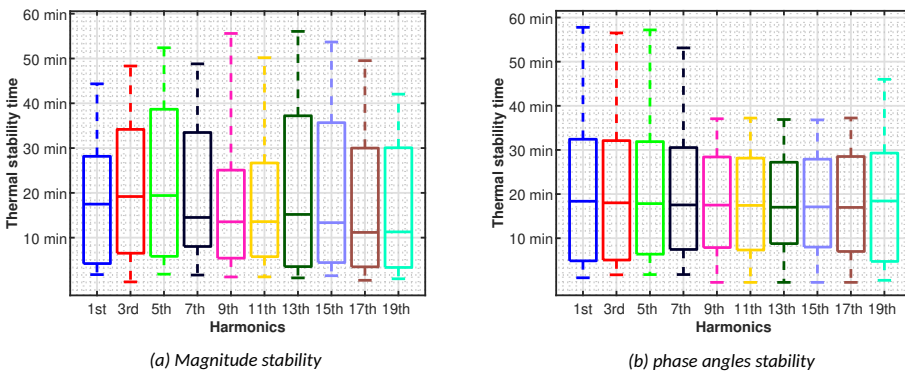 60 min
50 min
40 min
30 min
20 min
10 min
Thermal stability time
1st 3rd 5th 7th 9th 11th 13th 15th 17th 19th
Harmonics
(a) Magnitude stability
60 min
50 min
40 min
30 min
20 min
10 min
Thermal stability time
1st 3rd 5th 7th 9th 11th 13th 15th 17th 19th
Harmonics
(b) phase angles stability